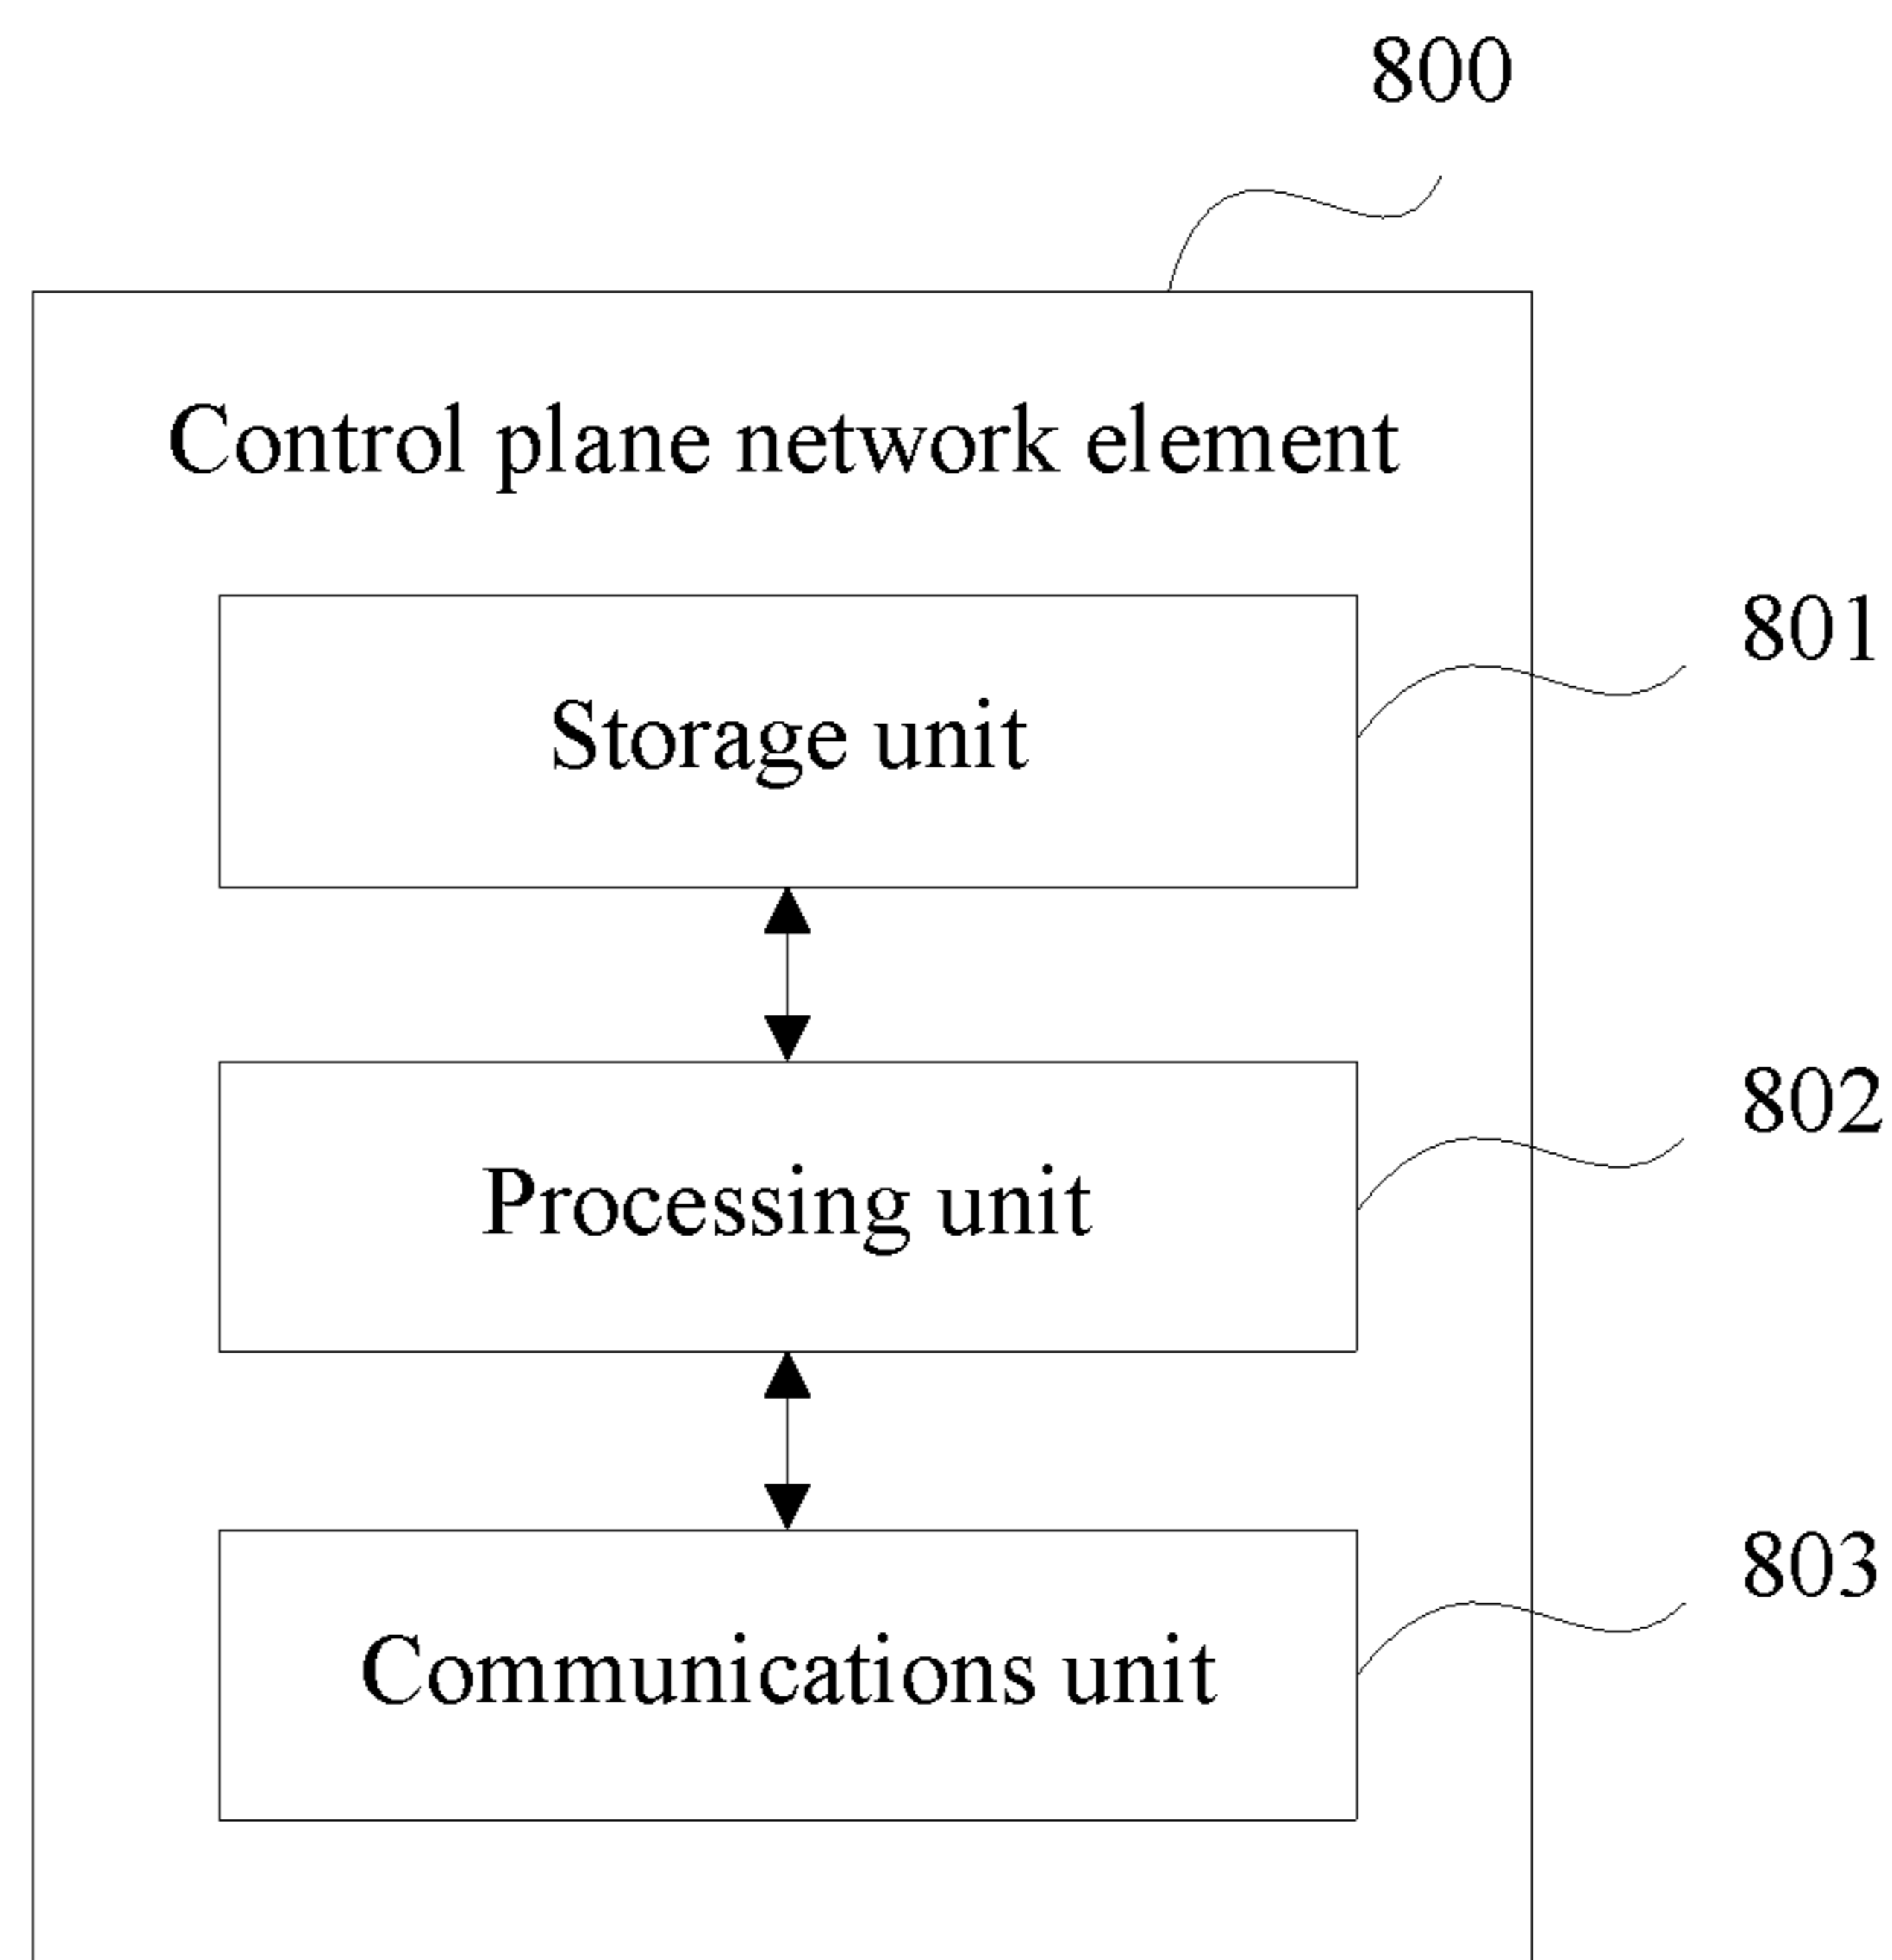 800
Control plane network element
Storage unit
801
Processing unit
802
Communications unit
803